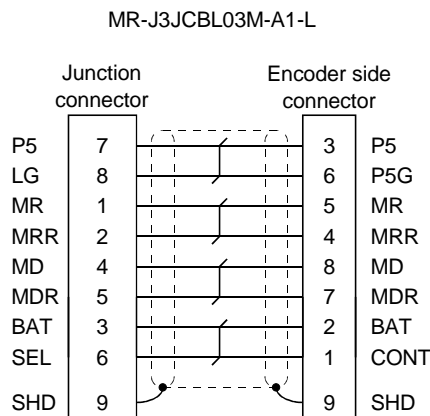 MR-J3JCBL03M-A1-L
Junction connector Encoder side connector
P5 7 3 P5
LG 8 6 P5G
MR 1 5 MR
MRR 2 4 MRR
MD 4 8 MD
MDR 5 7 MDR
BAT 3 2 BAT
SEL 6 1 CONT
SHD 9 9 SHD